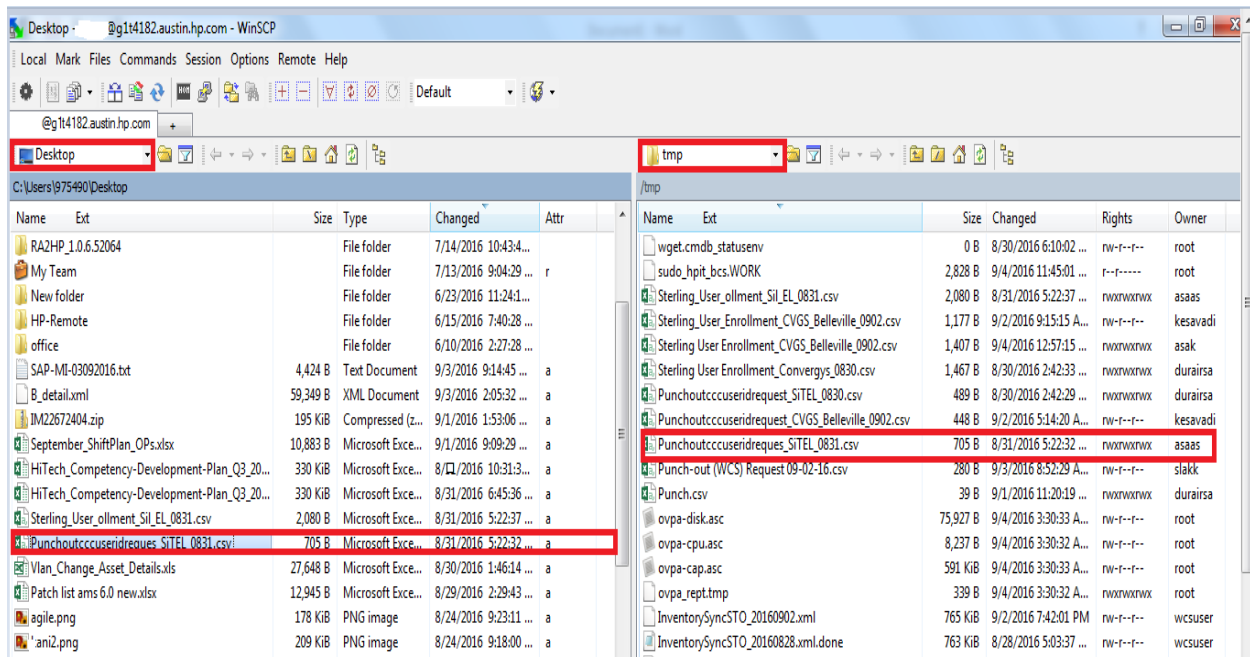 Desktop - @g1t4182.austin.hp.com - WinSCP
Local Mark Files Commands Session Options Remote Help
Default
@g1t4182.austin.hp.com +
Desktop
tmp
C:\Users\975490\Desktop
/tmp
Name Ext Size Type Changed Attr
RA2HP_1.0.6.52064 File folder 7/14/2016 10:43:4...
My Team File folder 7/13/2016 9:04:29 ... r
New folder File folder 6/23/2016 11:24:1...
HP-Remote File folder 6/15/2016 7:40:28 ...
office File folder 6/10/2016 2:27:28 ...
SAP-MI-03092016.txt 4,424 B Text Document 9/3/2016 9:14:45 ... a
B_detail.xml 59,349 B XML Document 9/3/2016 2:05:32 ... a
IM22672404.zip 195 KiB Compressed (z... 9/1/2016 1:53:06 ... a
September_ShiftPlan_OPs.xlsx 10,883 B Microsoft Exce... 9/1/2016 9:09:29 ... a
HiTech_Competency-Development-Plan_Q3_20... 330 KiB Microsoft Exce... /2016 10:31:3... a
HiTech_Competency-Development-Plan_Q3_20... 330 KiB Microsoft Exce... 8/31/2016 6:45:36 ... a
Sterling_User_ollment_Sil_EL_0831.csv 2,080 B Microsoft Exce... 8/31/2016 5:22:37 ... a
Punchoutcccuseridreques_SiTEL_0831.csv 705 B Microsoft Exce... 8/31/2016 5:22:32 ... a
Vlan_Change_Asset_Details.xls 27,648 B Microsoft Exce... 8/30/2016 1:46:14 ... a
Patch list ams 6.0 new.xlsx 12,945 B Microsoft Exce... 8/29/2016 2:29:43 ... a
agile.png 178 KiB PNG image 8/24/2016 9:23:11 ... a
'.ani2.png 209 KiB PNG image 8/24/2016 9:18:00 ... a
Name Ext Size Changed Rights Owner
wget.cmdb_statusenv 0 B 8/30/2016 6:10:02 ... rw-r--r-- root
sudo_hpit_bcs.WORK 2,828 B 9/4/2016 11:45:01 ... r--r----- root
Sterling_User_ollment_Sil_EL_0831.csv 2,080 B 8/31/2016 5:22:37 ... rwxrwxrwx asaas
Sterling_User_Enrollment_CVGS_Belleville_0902.csv 1,177 B 9/2/2016 9:15:15 A... rw-r--r-- kesavadi
Sterling User Enrollment_CVGS_Belleville_0902.csv 1,407 B 9/4/2016 12:57:15 ... rwxrwxrwx asak
Sterling User Enrollment_Convergys_0830.csv 1,467 B 8/30/2016 2:42:33 ... rwxrwxrwx durairsa
Punchoutcccuseridrequest_SiTEL_0830.csv 489 B 8/30/2016 2:42:29 ... rwxrwxrwx durairsa
Punchoutcccuseridrequest_CVGS_Belleville_0902.csv 448 B 9/2/2016 5:14:20 A... rw-r--r-- kesavadi
Punchoutcccuseridreques_SiTEL_0831.csv 705 B 8/31/2016 5:22:32 ... rwxrwxrwx asaas
Punch-out (WCS) Request 09-02-16.csv 280 B 9/3/2016 8:52:29 A... rw-r--r-- slakk
Punch.csv 39 B 9/1/2016 11:20:19 ... rwxrwxrwx durairsa
ovpa-disk.asc 75,927 B 9/4/2016 3:30:33 A... rw-r--r-- root
ovpa-cpu.asc 8,237 B 9/4/2016 3:30:32 A... rw-r--r-- root
ovpa-cap.asc 591 KiB 9/4/2016 3:30:33 A... rw-r--r-- root
ovpa_rept.tmp 339 B 9/4/2016 3:30:32 A... rwxrwxrwx root
InventorySyncSTO_20160902.xml 765 KiB 9/2/2016 7:42:01 PM rw-r--r-- wcsuser
InventorySyncSTO_20160828.xml.done 763 KiB 8/28/2016 5:03:37 ... rw-r--r-- wcsuser